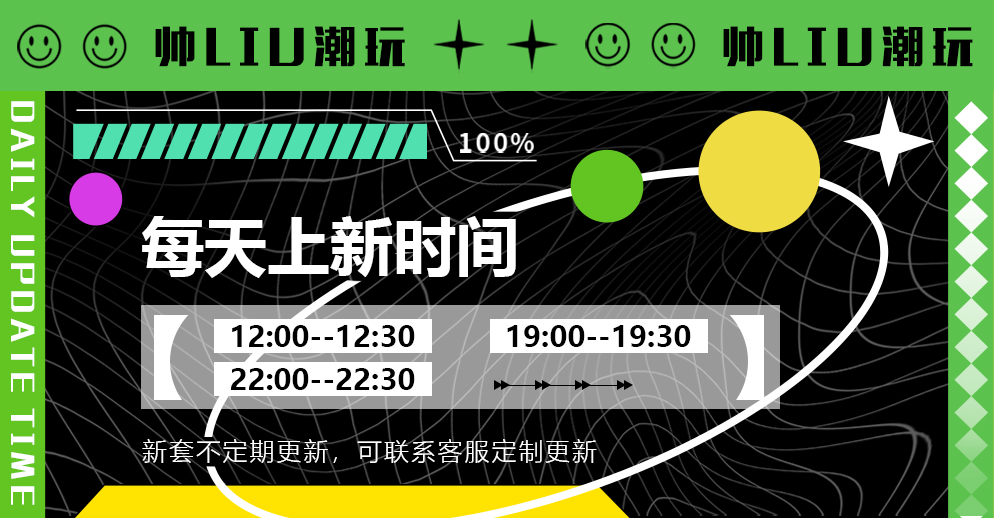 帅LIU潮玩 帅LIU潮玩
DAILY UPDATE TIME
100%
每天上新时间
12:00--12:30 19:00--19:30
22:00--22:30
新套不定期更新，可联系客服定制更新